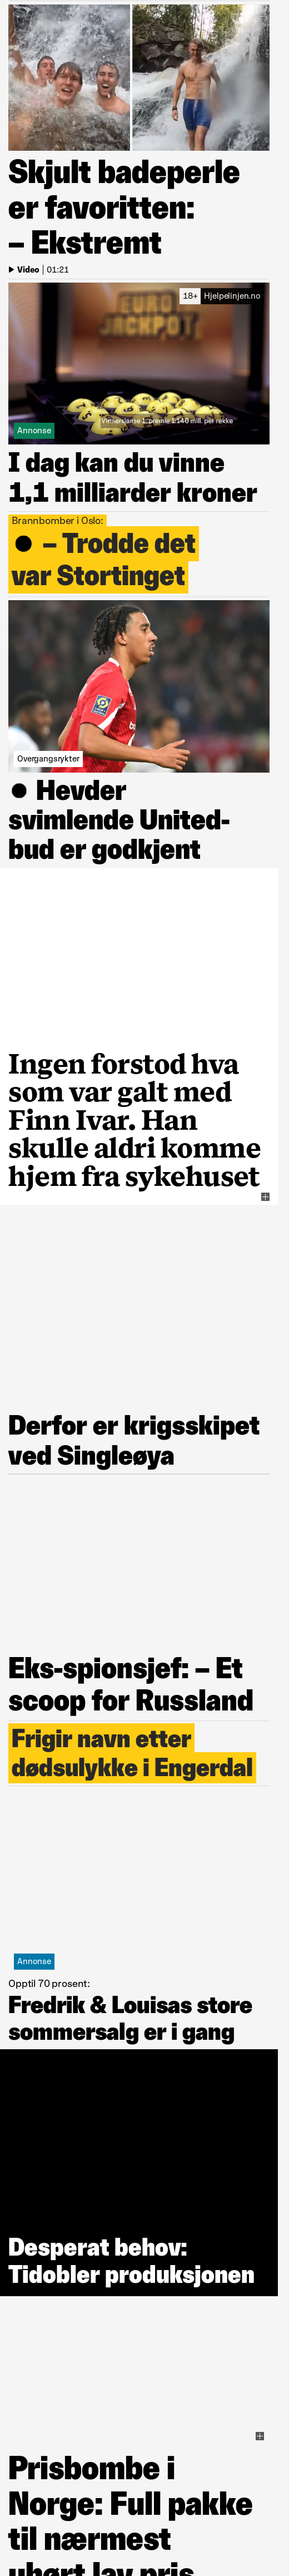 Skjult badeperle
er favoritten:
– Ekstremt
Video | 01:21
18+ Hjelpelinjen.no
EURO
JACKPOT
Vinnersjanse 1. premie 1:140 mill. per rekke
Annonse
I dag kan du vinne
1,1 milliarder kroner
Brannbomber i Oslo:
● – Trodde det
var Stortinget
Overgangsrykter
● Hevder
svimlende United-
bud er godkjent
Ingen forstod hva
som var galt med
Finn Ivar. Han
skulle aldri komme
hjem fra sykehuset
Derfor er krigsskipet
ved Singleøya
Eks-spionsjef: – Et
scoop for Russland
Frigir navn etter
dødsulykke i Engerdal
Annonse
Opptil 70 prosent:
Fredrik & Louisas store
sommersalg er i gang
Desperat behov:
Tidobler produksjonen
Prisbombe i
Norge: Full pakke
til nærmest
uhørt lav pris